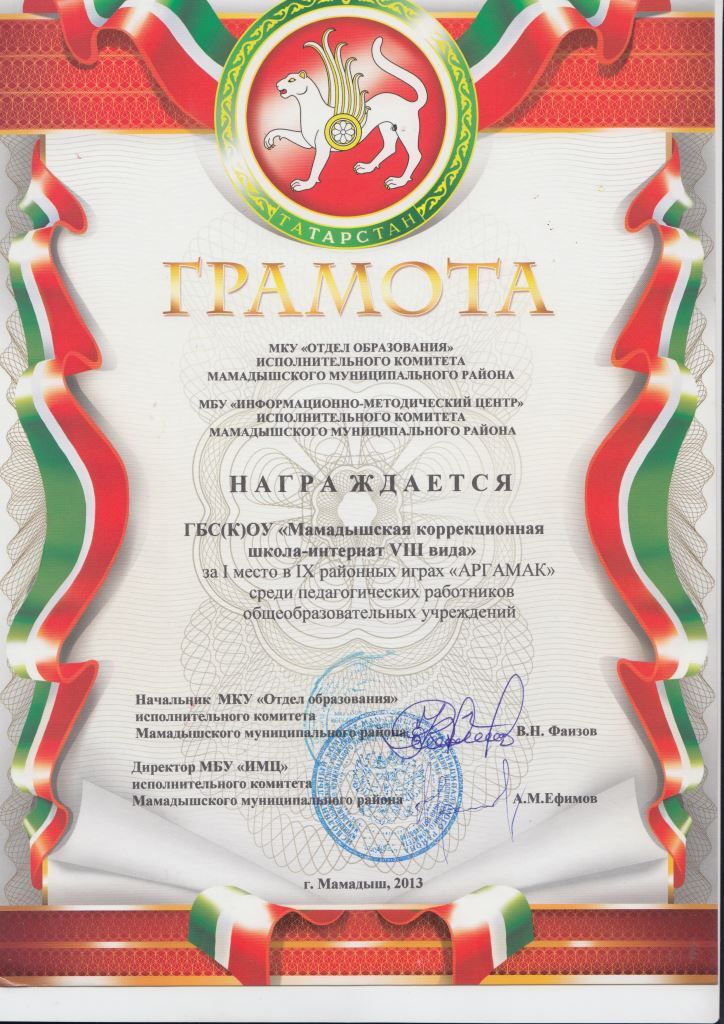 ТАТАРСТАН
ГРАМОТА
МКУ «ОТДЕЛ ОБРАЗОВАНИЯ»
ИСПОЛНИТЕЛЬНОГО КОМИТЕТА
МАМАДЫШСКОГО МУНИЦИПАЛЬНОГО РАЙОНА
МБУ «ИНФОРМАЦИОННО-МЕТОДИЧЕСКИЙ ЦЕНТР»
ИСПОЛНИТЕЛЬНОГО КОМИТЕТА
МАМАДЫШСКОГО МУНИЦИПАЛЬНОГО РАЙОНА
НАГРАЖДАЕТСЯ
ГБС(К)ОУ «Мамадышская коррекционная
школа-интернат VIII вида»
за I место в IX районных играх «АРГАМАК»
среди педагогических работников
общеобразовательных учреждений
Начальник МКУ «Отдел образования»
исполнительного комитета
Мамадышского муниципального района В.Н. Фаизов
Директор МБУ «ИМЦ»
исполнительного комитета
Мамадышского муниципального района А.М.Ефимов
г. Мамадыш, 2013